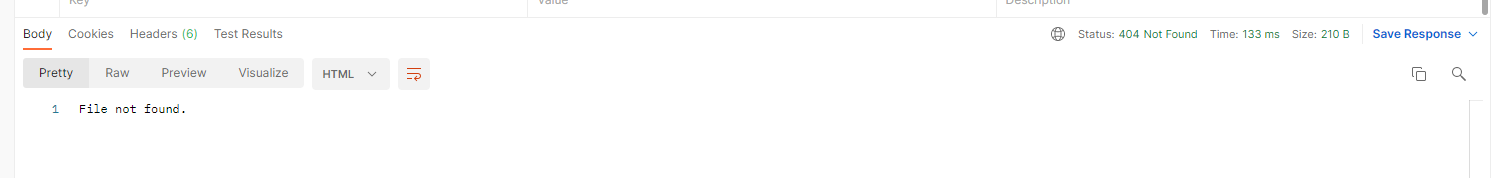 Key Value Description
Body Cookies Headers (6) Test Results Status: 404 Not Found Time: 133 ms Size: 210 B Save Response
Pretty Raw Preview Visualize HTML
1 File not found.